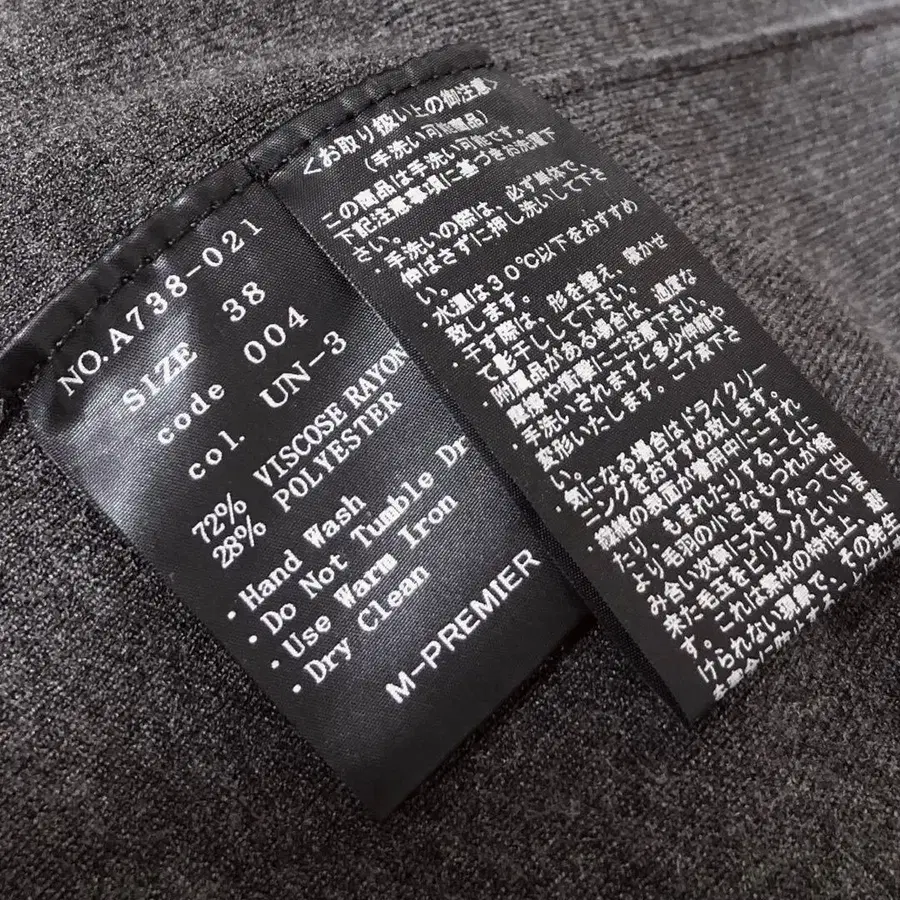 NO.A738-021
SIZE 38
code 004
col. UN-3
72% VISCOSE RAYON
28% POLYESTER
・Hand Wash
・Do Not Tumble Dr
・Use Warm Iron
・Dry Clean
M-PREMIER
<お取り扱い上の御注意>
(手洗い可能商品)
この商品は手洗い可能です。
下記注意事項に基づきお洗濯下
さい。
・手洗いの際は、必ず単体で、
伸ばさずに押し洗いして下さ
い。
・水温は30℃以下をおすすめ
致します。
・干す際は、形を整え、寝かせ
て影干しして下さい。
・附属品がある場合は、過度な
摩擦や衝撃にご注意下さい。
・手洗いされますと多少伸縮や
変形いたします。ご了承下さ
い。
・気になる場合はドライクリー
ニングをおすすめ致します。
・繊維の表面が着用中にこすれ
たり、もまれたりすることに
より、毛羽の小さなもつれが解
み合い次第に大きくなって出
来た毛玉をピリングといいま
す。これは素材の特性上、避
けられない現象で、その発生